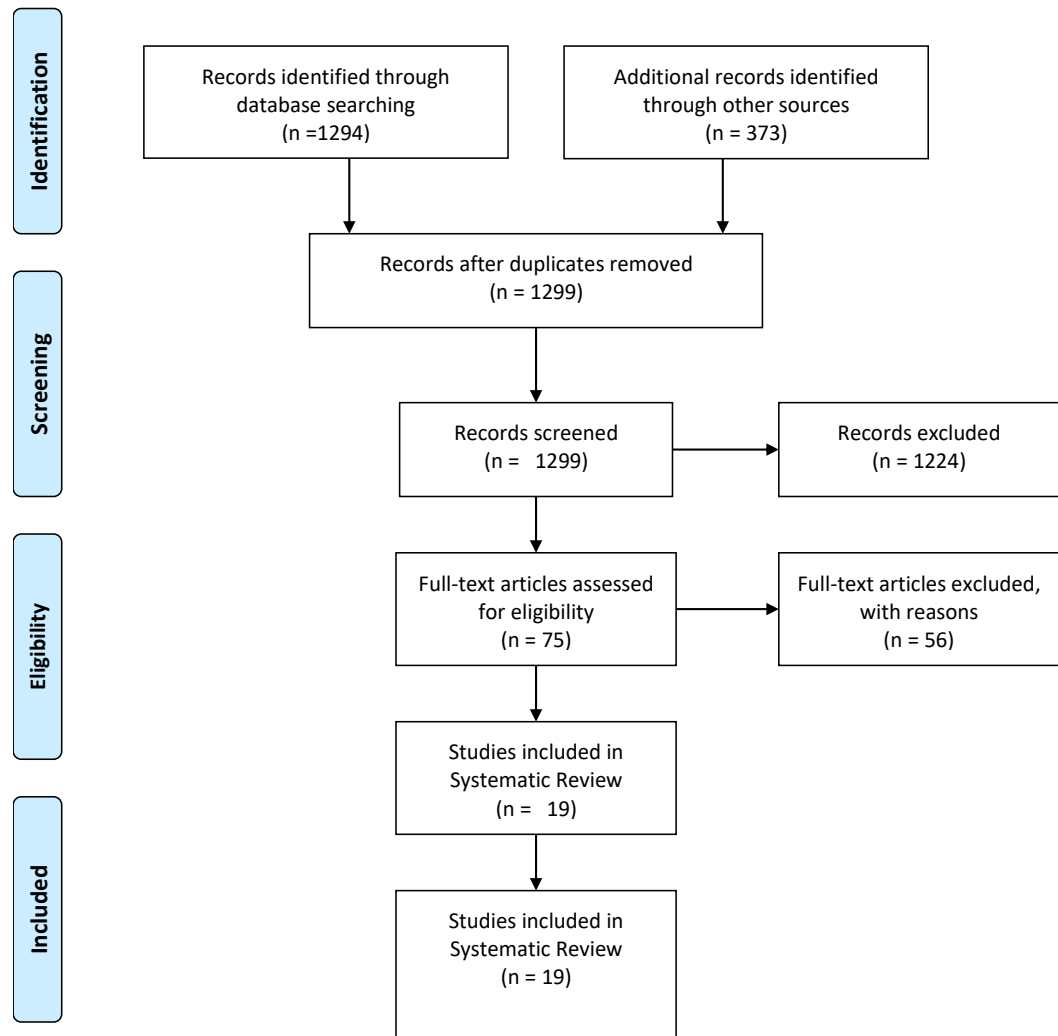 Identification
Records identified through
database searching
(n =1294)
Additional records identified
through other sources
(n = 373)
Records after duplicates removed
(n = 1299)
Screening
Records screened
(n =   1299)
Records excluded
(n = 1224)
Eligibility
Full-text articles assessed
for eligibility
(n = 75)
Full-text articles excluded,
with reasons
(n = 56)
Studies included in
Systematic Review
(n =   19)
Included
Studies included in
Systematic Review
(n = 19)